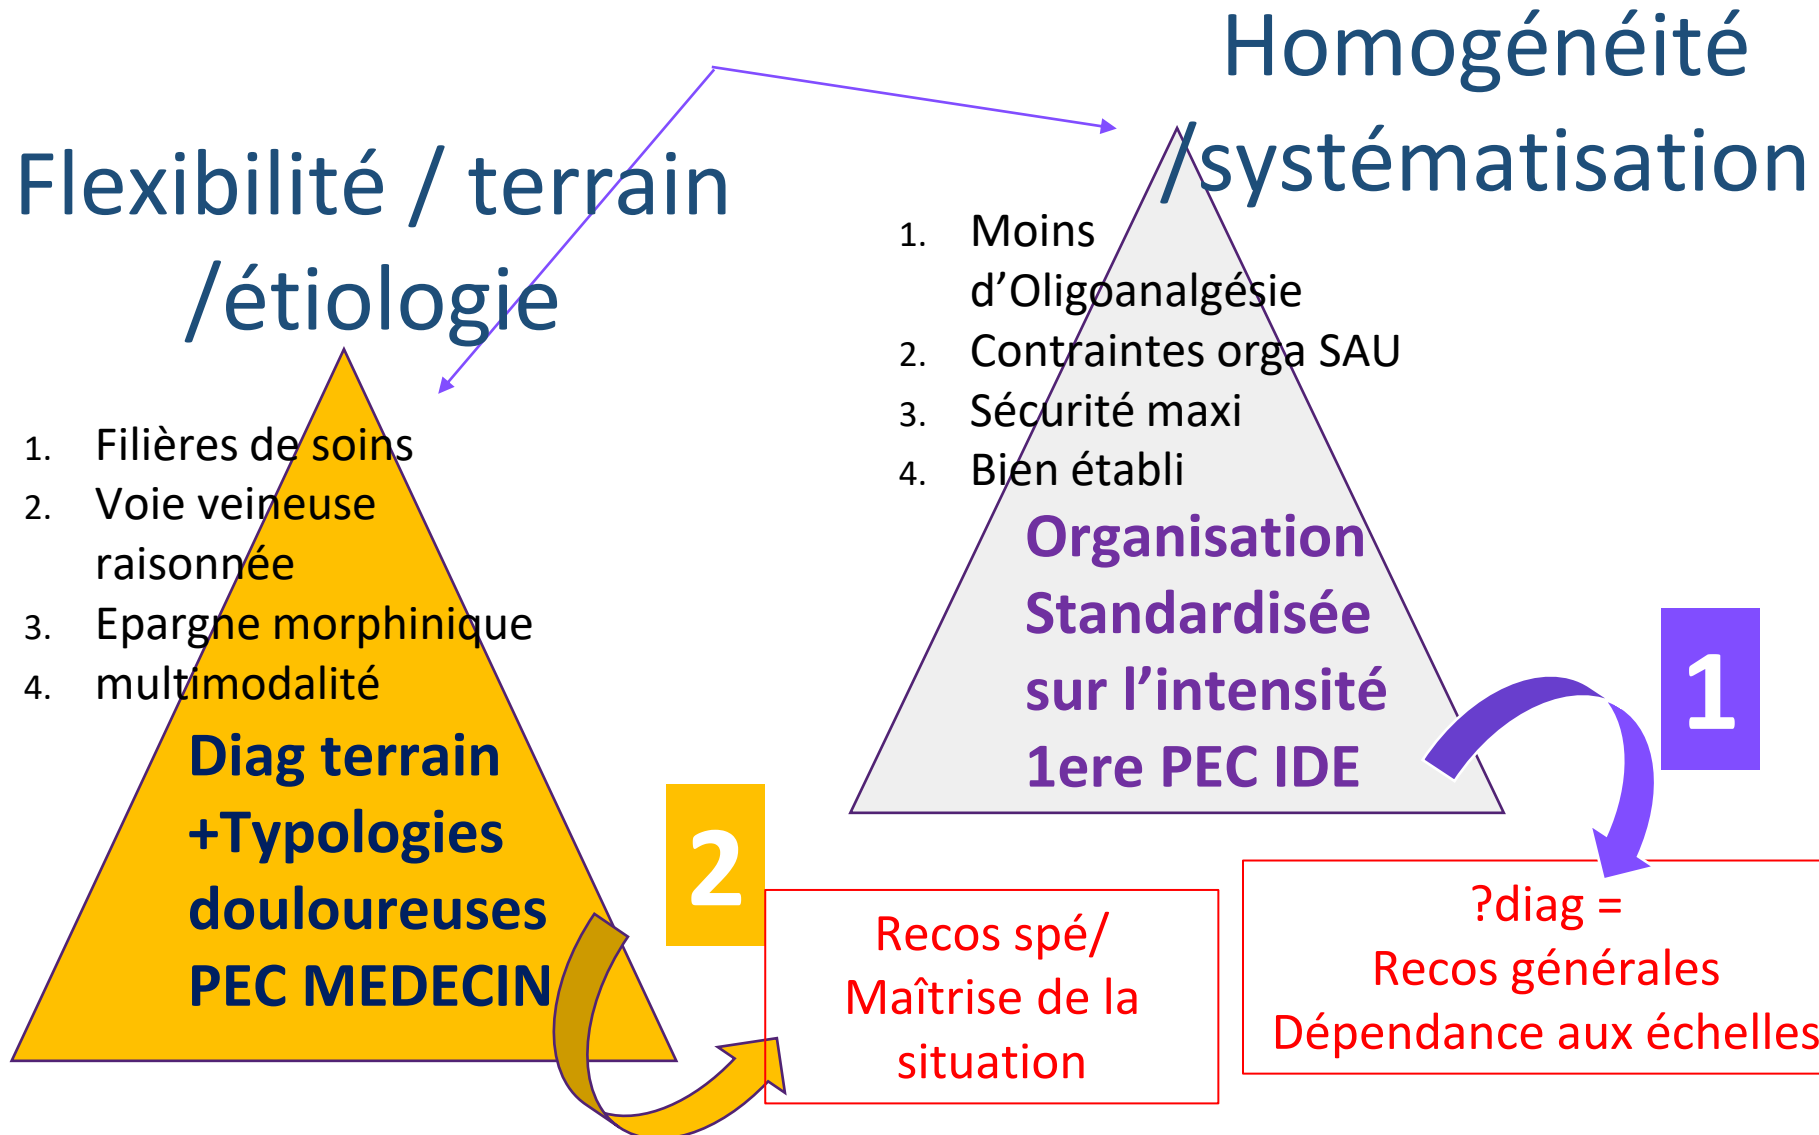 Flexibilité / terrain
/étiologie
1. Filières de soins
2. Voie veineuse
raisonnée
3. Epargne morphinique
4. multimodalité
Diag terrain
+Typologies
douloureuses
PEC MEDECIN
2
Recos spé/
Maîtrise de la
situation
Homogénéité
/systématisation
1. Moins
d’Oligoanalgésie
2. Contraintes orga SAU
3. Sécurité maxi
4. Bien établi
Organisation
Standardisée
sur l’intensité
1ere PEC IDE
1
?diag =
Recos générales
Dépendance aux échelles